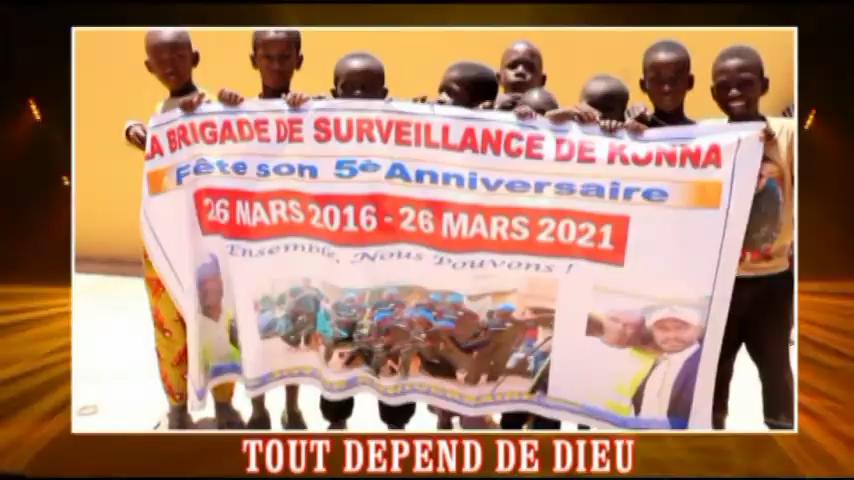 LA BRIGADE DE SURVEILLANCE DE KONNA
Fête son 5è Anniversaire
26 MARS 2016 - 26 MARS 2021
Ensemble, Nous Pouvons !
TOUT DEPEND DE DIEU